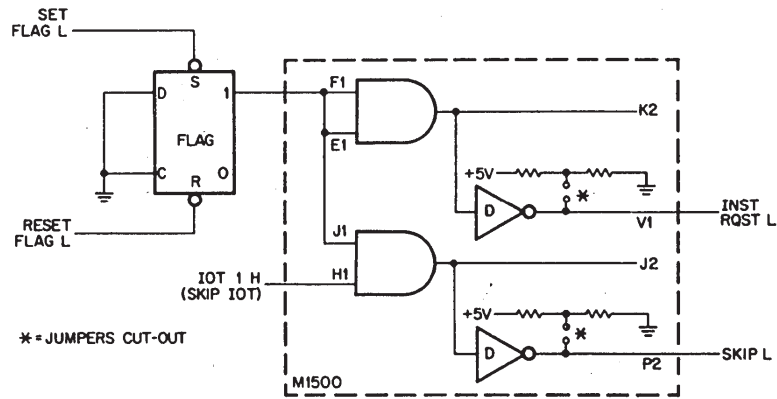 SET
FLAG L
D
S
1
FLAG
C
R
0
RESET
FLAG L
F1
E1
K2
+5V
*
D
V1
INST
RQST L
J1
H1
IOT 1 H
(SKIP IOT)
J2
+5V
*
D
P2
SKIP L
* = JUMPERS CUT-OUT
M1500